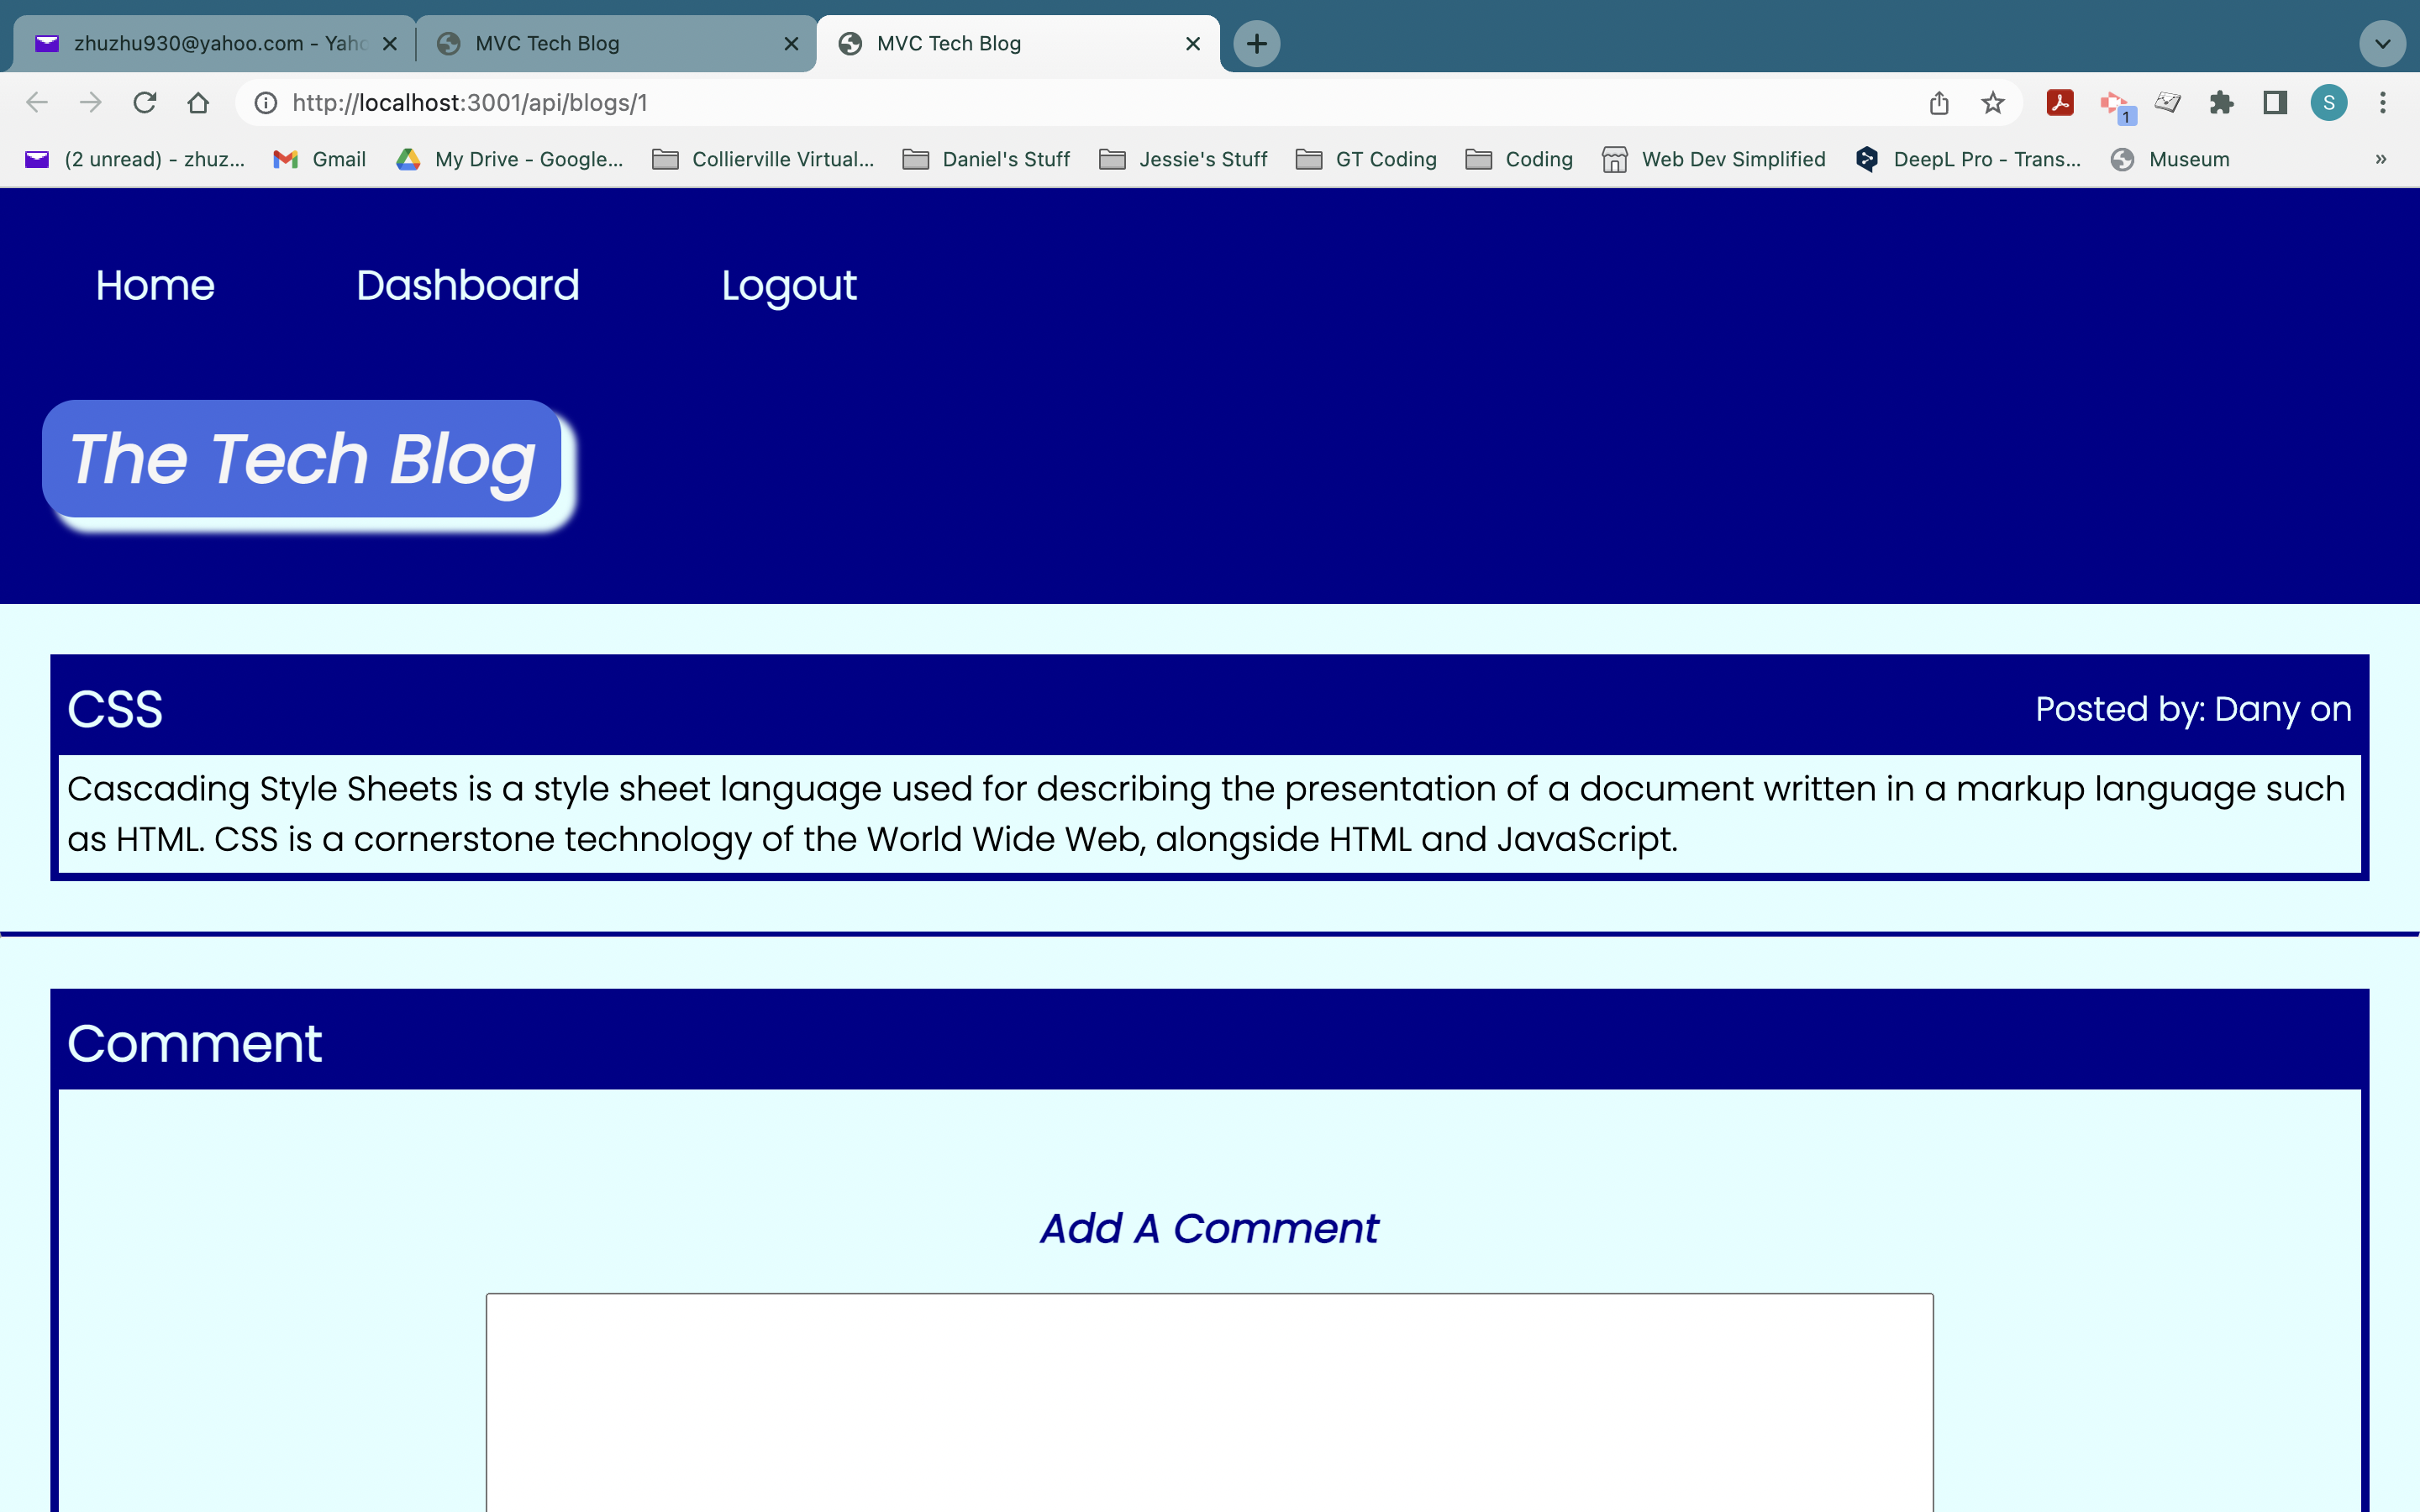 zhuzhu930@yahoo.com - Yaho
MVC Tech Blog
MVC Tech Blog
http://localhost:3001/api/blogs/1
1
S
(2 unread) - zhuz...
Gmail
My Drive - Google...
Collierville Virtual...
Daniel's Stuff
Jessie's Stuff
GT Coding
Coding
Web Dev Simplified
DeepL Pro - Trans...
Museum
»
Home
Dashboard
Logout
The Tech Blog
CSS
Posted by: Dany on
Cascading Style Sheets is a style sheet language used for describing the presentation of a document written in a markup language such
as HTML. CSS is a cornerstone technology of the World Wide Web, alongside HTML and JavaScript.
Comment
Add A Comment